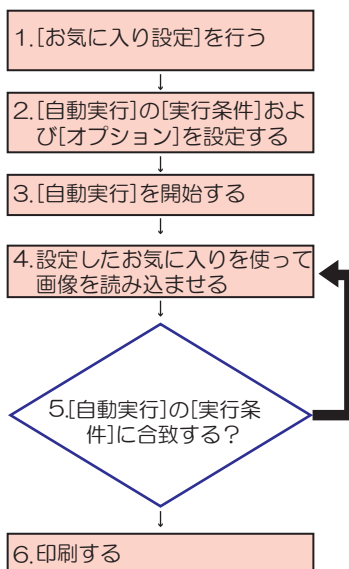 1.[お気に入り設定]を行う
2.[自動実行]の[実行条件]およ
び[オプション]を設定する
3.[自動実行]を開始する
4.設定したお気に入りを使って
画像を読み込ませる
5.[自動実行]の[実行条
件]に合致する？
6.印刷する